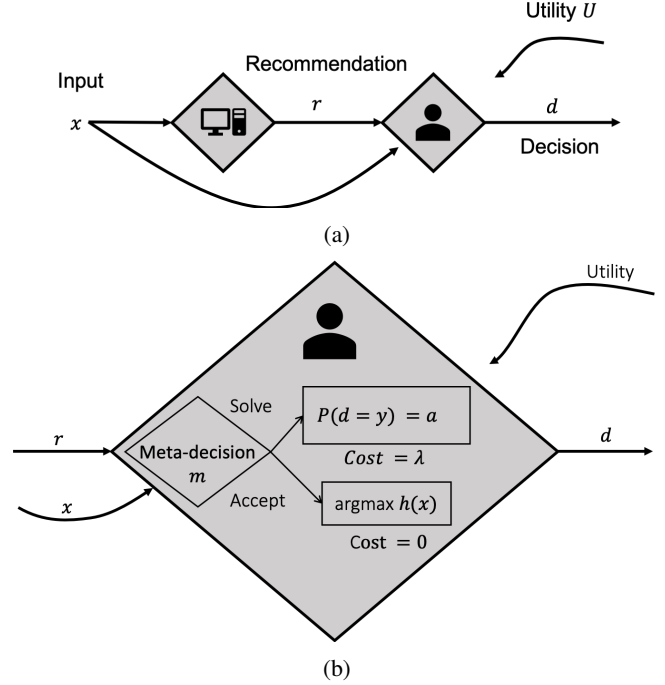 Utility U
Input
Recommendation
x
r
d
Decision
(a)
Utility
Solve
P(d = y) = a
r
Meta-decision
m
Cost = λ
d
x
Accept
argmax h(x)
Cost = 0
(b)